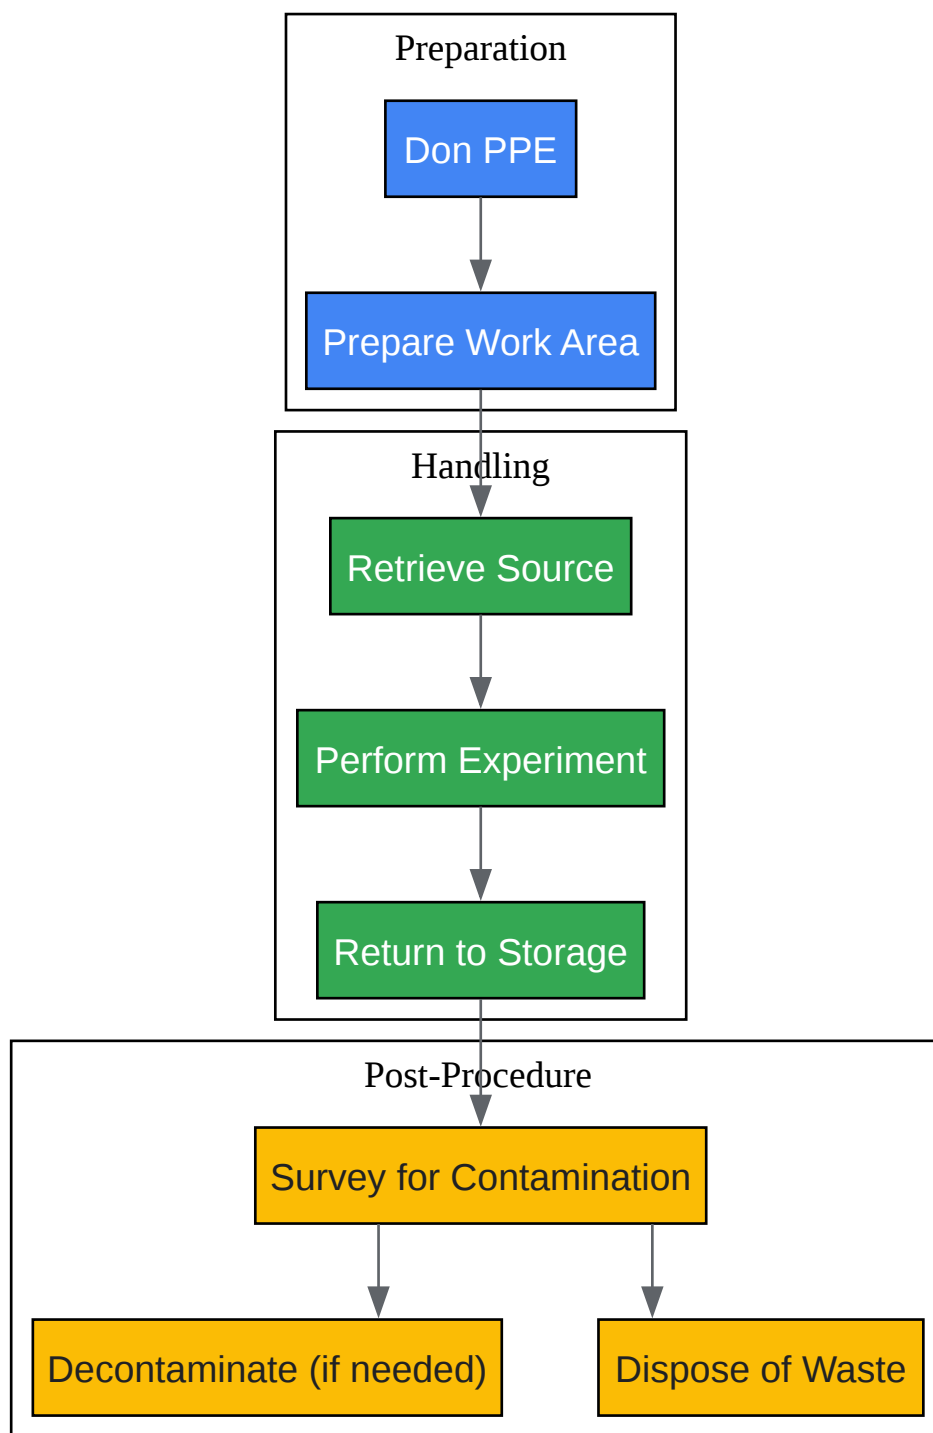 Preparation
Don PPE
Prepare Work Area
Handling
Retrieve Source
Perform Experiment
Return to Storage
Post-Procedure
Survey for Contamination
Decontaminate (if needed)
Dispose of Waste